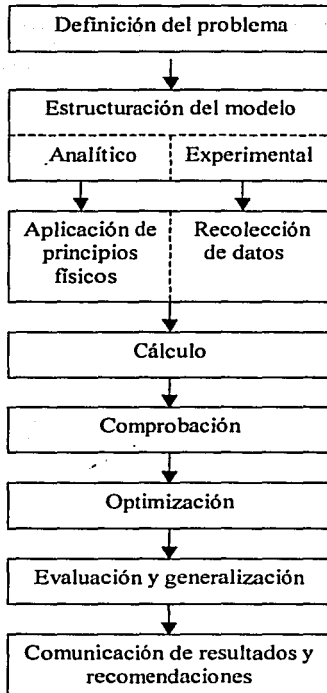 Definición del problema
Estructuración del modelo
Analítico
Experimental
Aplicación de
principios
físicos
Recolección
de datos
Cálculo
Comprobación
Optimización
Evaluación y generalización
Comunicación de resultados y
recomendaciones